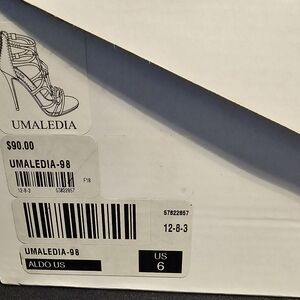 UMALEDIA
$90.00
UMALEDIA-98
F18
12-8-3 57822857
57822857
12-8-3
UMALEDIA-98
ALDO US
US
6